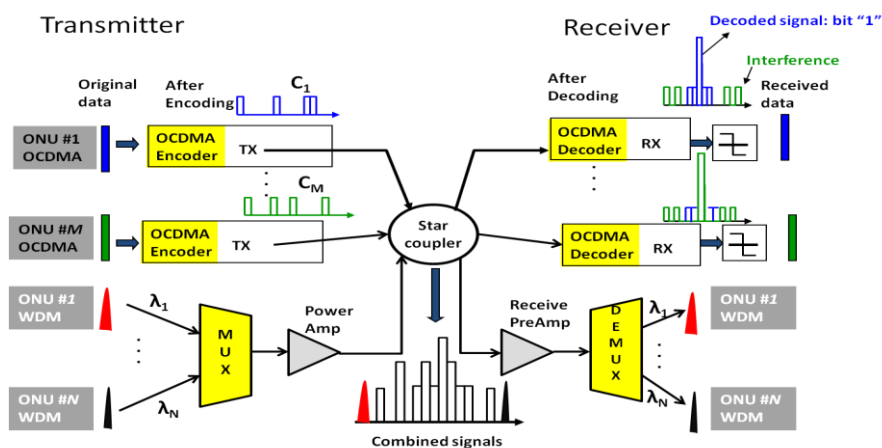 Transmitter
Receiver
Decoded signal: bit “1”
Interference
Original
data
After
Encoding
C1
After
Decoding
Received
data
ONU #1
OCDMA
OCDMA
Encoder
TX
OCDMA
Decoder
RX
CM
ONU #M
OCDMA
OCDMA
Encoder
TX
Star
coupler
OCDMA
Decoder
RX
ONU #1
WDM
λ1
MUX
Power
Amp
Receive
PreAmp
DEMUX
λ1
ONU #1
WDM
ONU #N
WDM
λN
λN
ONU #N
WDM
Combined signals